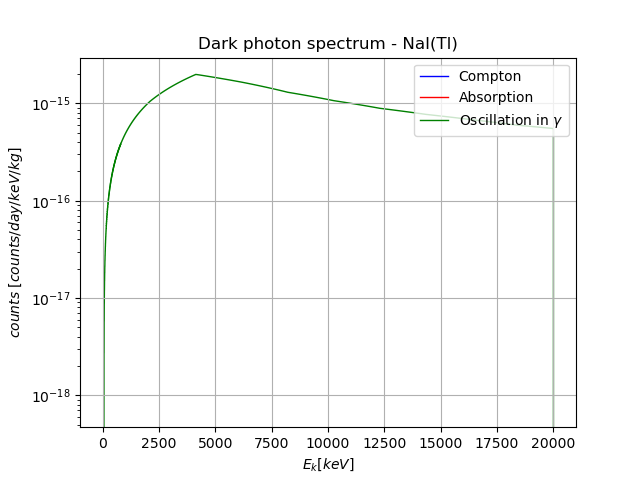 Dark photon spectrum - NaI(Tl)
Compton
Absorption
Oscillation in γ
counts [counts/day/keV/kg]
10⁻¹⁵
10⁻¹⁶
10⁻¹⁷
10⁻¹⁸
0 2500 5000 7500 10000 12500 15000 17500 20000
E_k[keV]